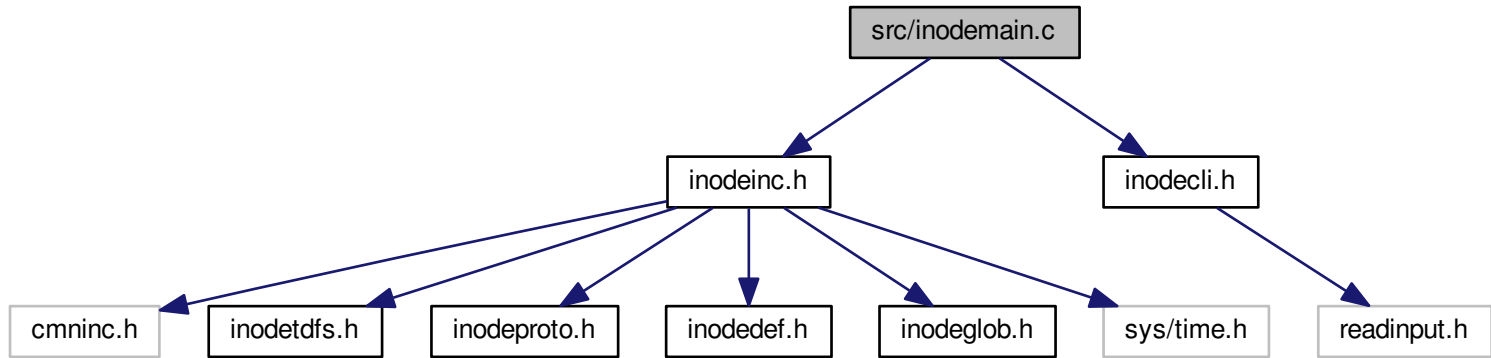 src/inodemain.c
inodeinc.h
inodecli.h
cmninc.h
inodetdfs.h
inodeproto.h
inodedef.h
inodeglob.h
sys/time.h
readinput.h